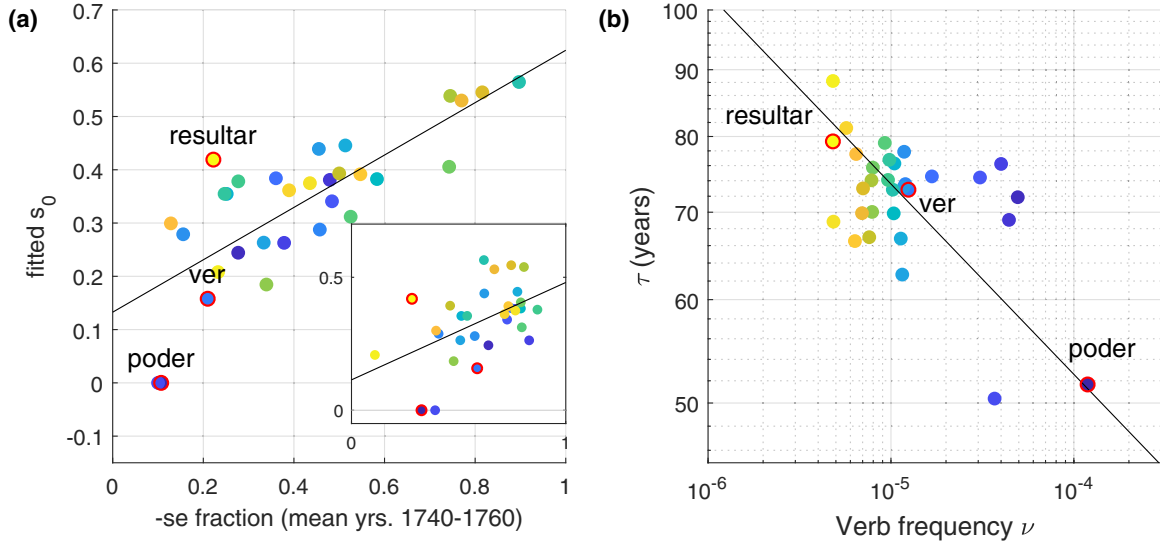 (a)
fitted s0
0.7
0.6
0.5
0.4
0.3
0.2
0.1
0
-0.1
resultar
ver
poder
0.5
0
0
1
0
0.2
0.4
0.6
0.8
1
-se fraction (mean yrs. 1740-1760)
(b)
τ (years)
100
90
80
70
60
50
resultar
ver
poder
10^-6
10^-5
10^-4
Verb frequency ν